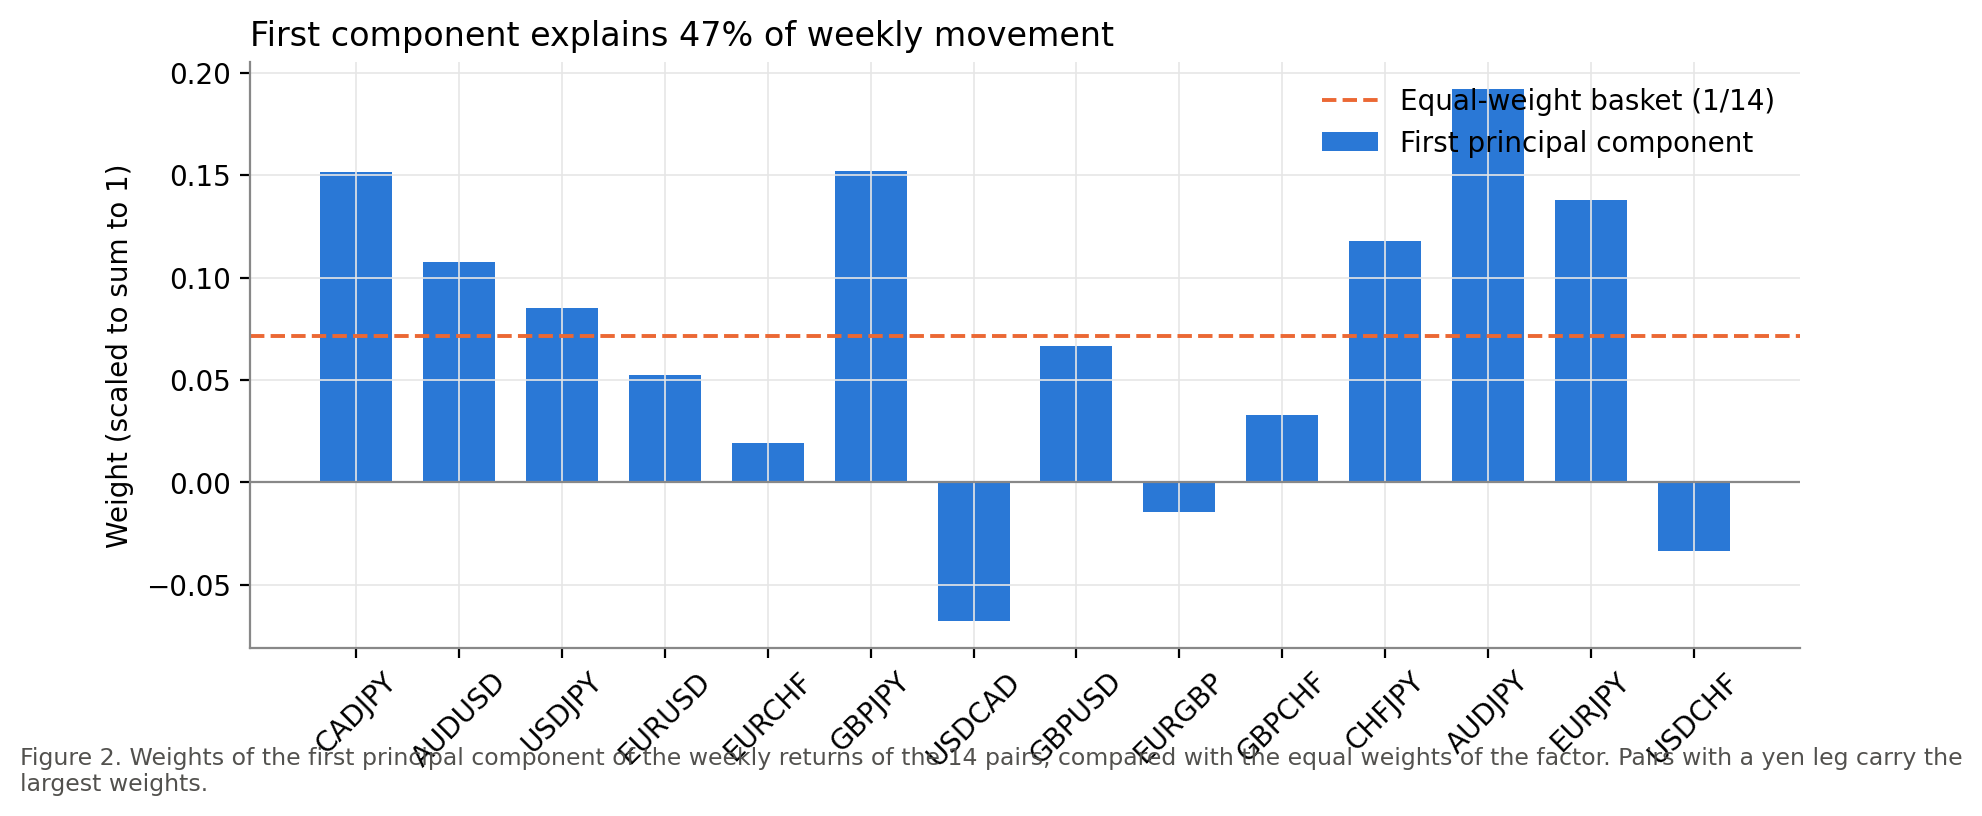 First component explains 47% of weekly movement
Weight (scaled to sum to 1)
0.20
0.15
0.10
0.05
0.00
−0.05
Equal-weight basket (1/14)
First principal component
CADJPY
AUDUSD
USDJPY
EURUSD
EURCHF
GBPJPY
USDCAD
GBPUSD
EURGBP
GBPCHF
CHFJPY
AUDJPY
EURJPY
USDCHF
Figure 2. Weights of the first principal component of the weekly returns of the 14 pairs, compared with the equal weights of the factor. Pairs with a yen leg carry the
largest weights.